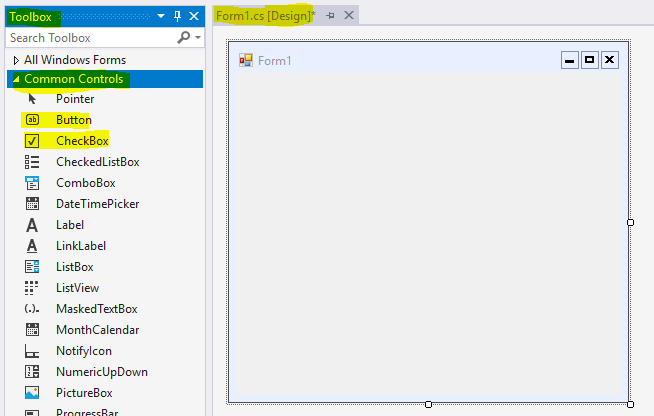 Toolbox
Search Toolbox
All Windows Forms
Common Controls
Pointer
ab Button
CheckBox
CheckedListBox
ComboBox
DateTimePicker
A Label
A LinkLabel
ListBox
ListView
(.). MaskedTextBox
MonthCalendar
NotifyIcon
NumericUpDown
PictureBox
ProgressBar
Form1.cs [Design]*
Form1